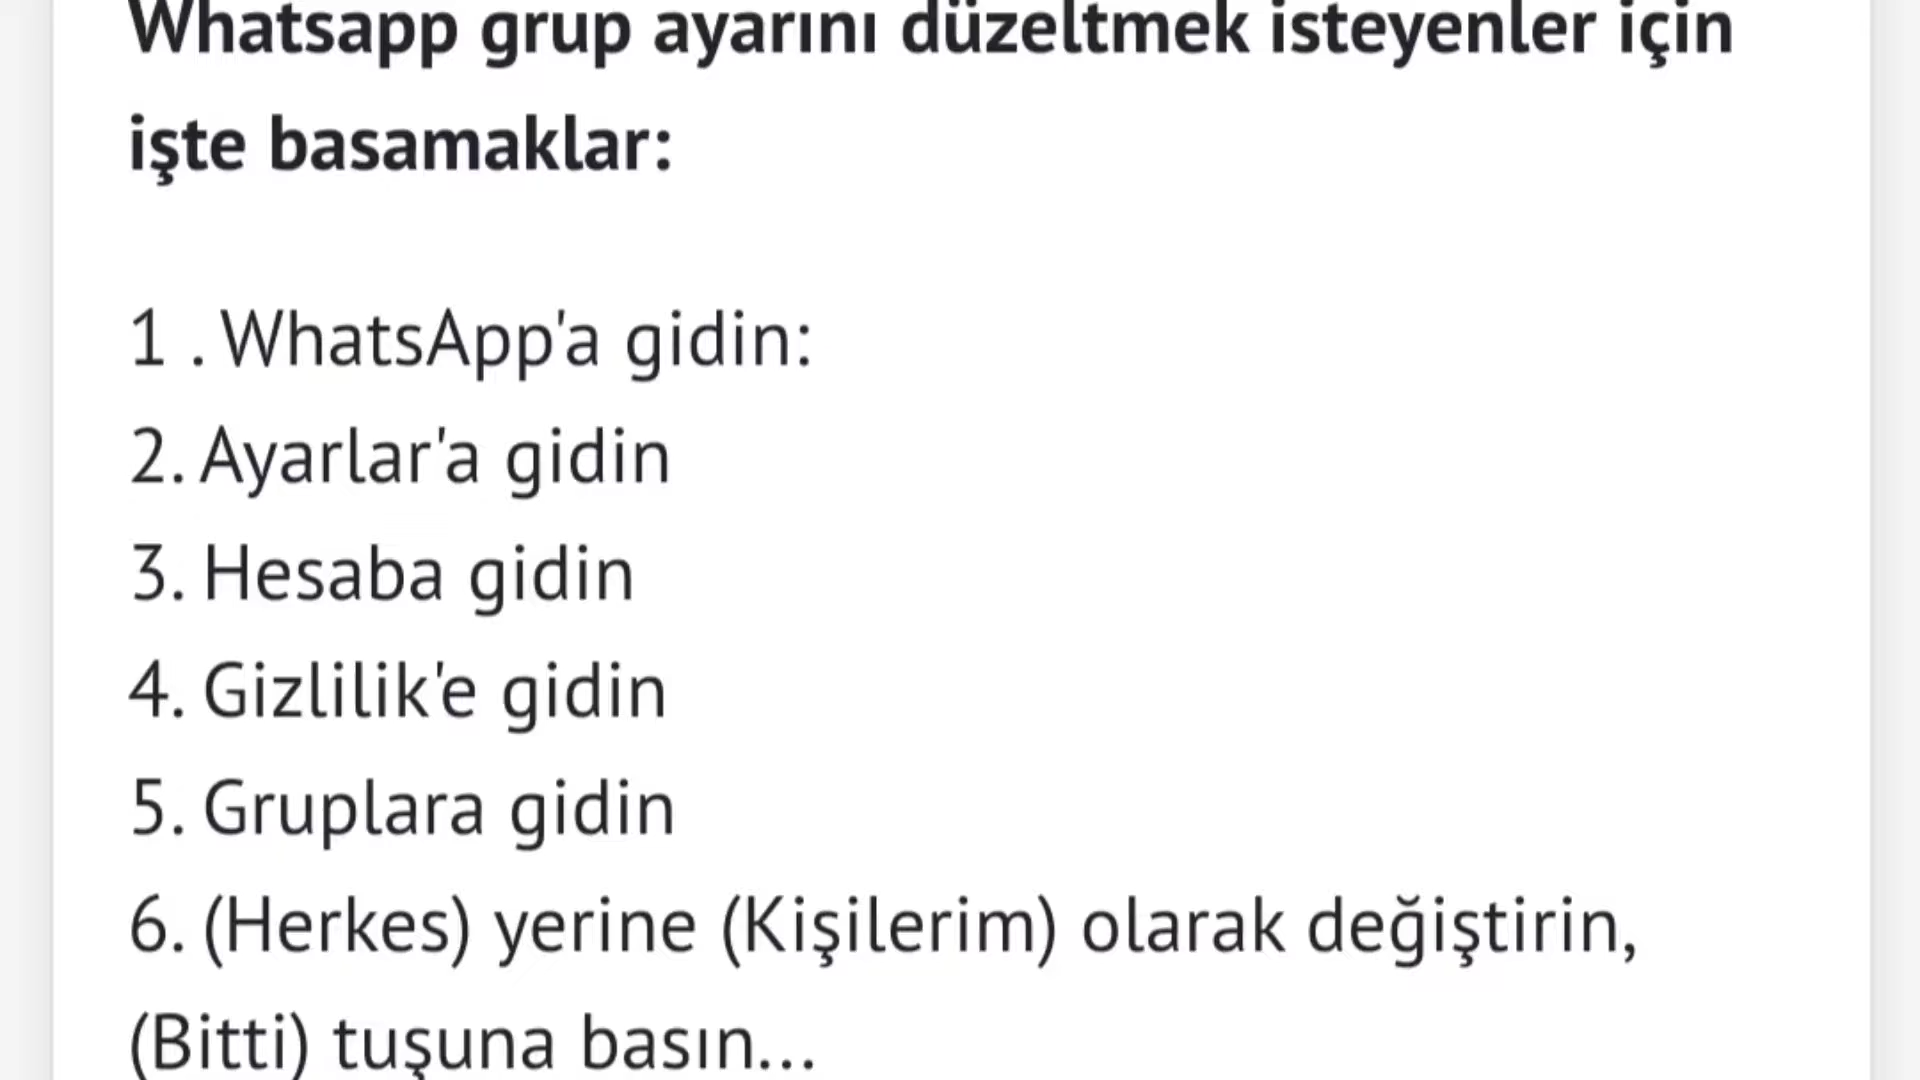 Whatsapp grup ayarını düzeltmek isteyenler için
işte basamaklar:
1 . WhatsApp'a gidin:
2. Ayarlar'a gidin
3. Hesaba gidin
4. Gizlilik'e gidin
5. Gruplara gidin
6. (Herkes) yerine (Kişilerim) olarak değiştirin,
(Bitti) tuşuna basın...